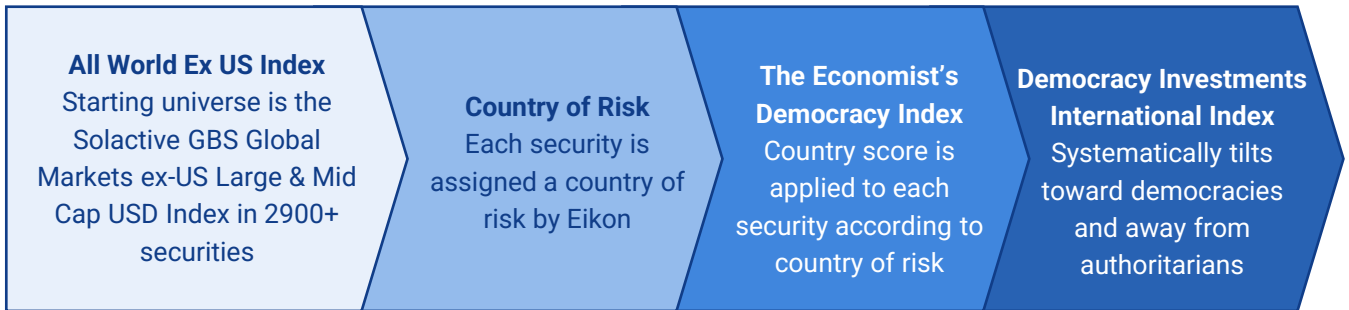 All World Ex US Index
Starting universe is the
Solactive GBS Global
Markets ex-US Large & Mid
Cap USD Index in 2900+
securities
Country of Risk
Each security is
assigned a country of
risk by Eikon
The Economist's
Democracy Index
Country score is
applied to each
security according to
country of risk
Democracy Investments
International Index
Systematically tilts
toward democracies
and away from
authoritarians